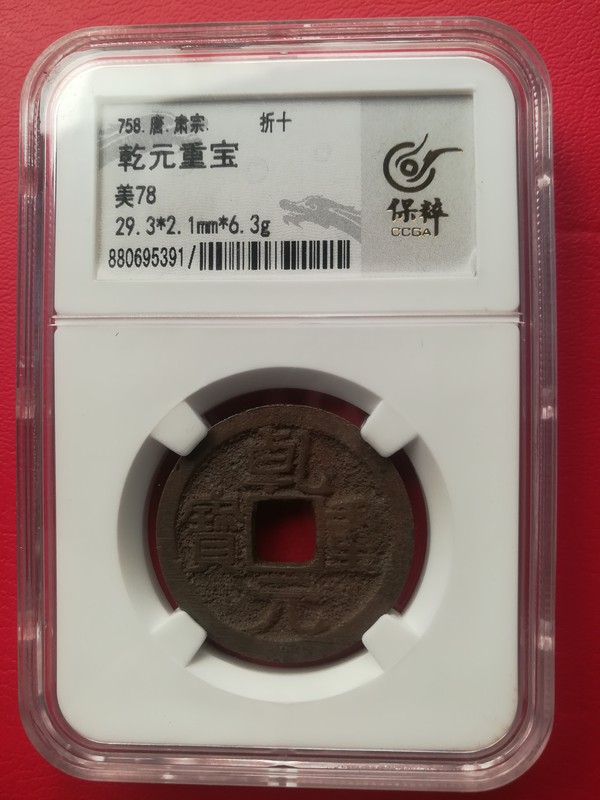 758.唐.肃宗. 折十
乾元重宝
美78
29.3*2.1mm*6.3g
880695391/
保粹
CCGA
乾元重寶